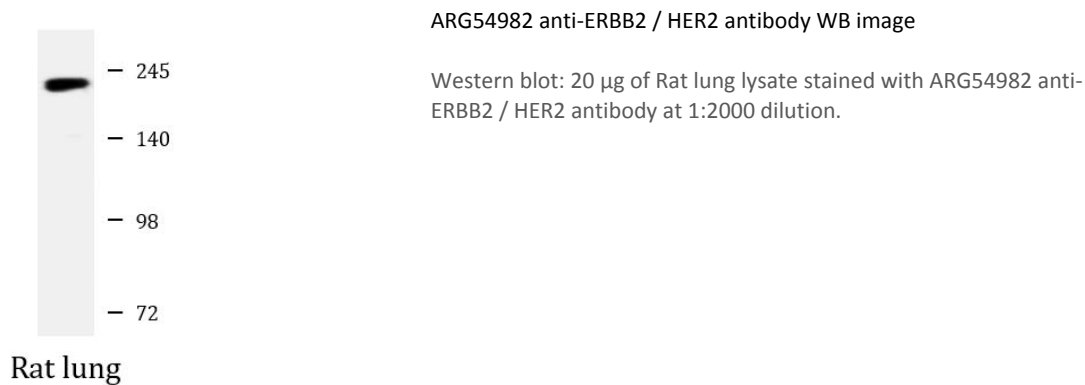 ARG54982 anti-ERBB2 / HER2 antibody WB image
Western blot: 20 µg of Rat lung lysate stained with ARG54982 anti-
ERBB2 / HER2 antibody at 1:2000 dilution.
245
140
98
72
Rat lung